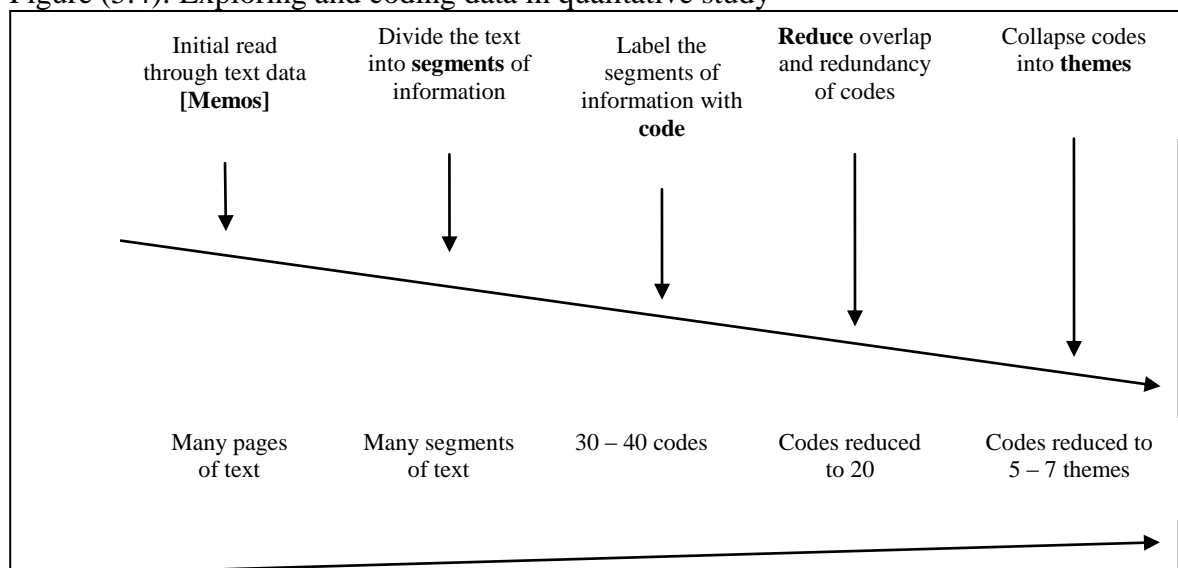 Figure (3.4): Exploring and coding data in qualitative study
Initial read
through text data
[Memos]
Divide the text
into segments of
information
Label the
segments of
information with
code
Reduce overlap
and redundancy
of codes
Collapse codes
into themes
Many pages
of text
Many segments
of text
30 – 40 codes
Codes reduced
to 20
Codes reduced to
5 – 7 themes